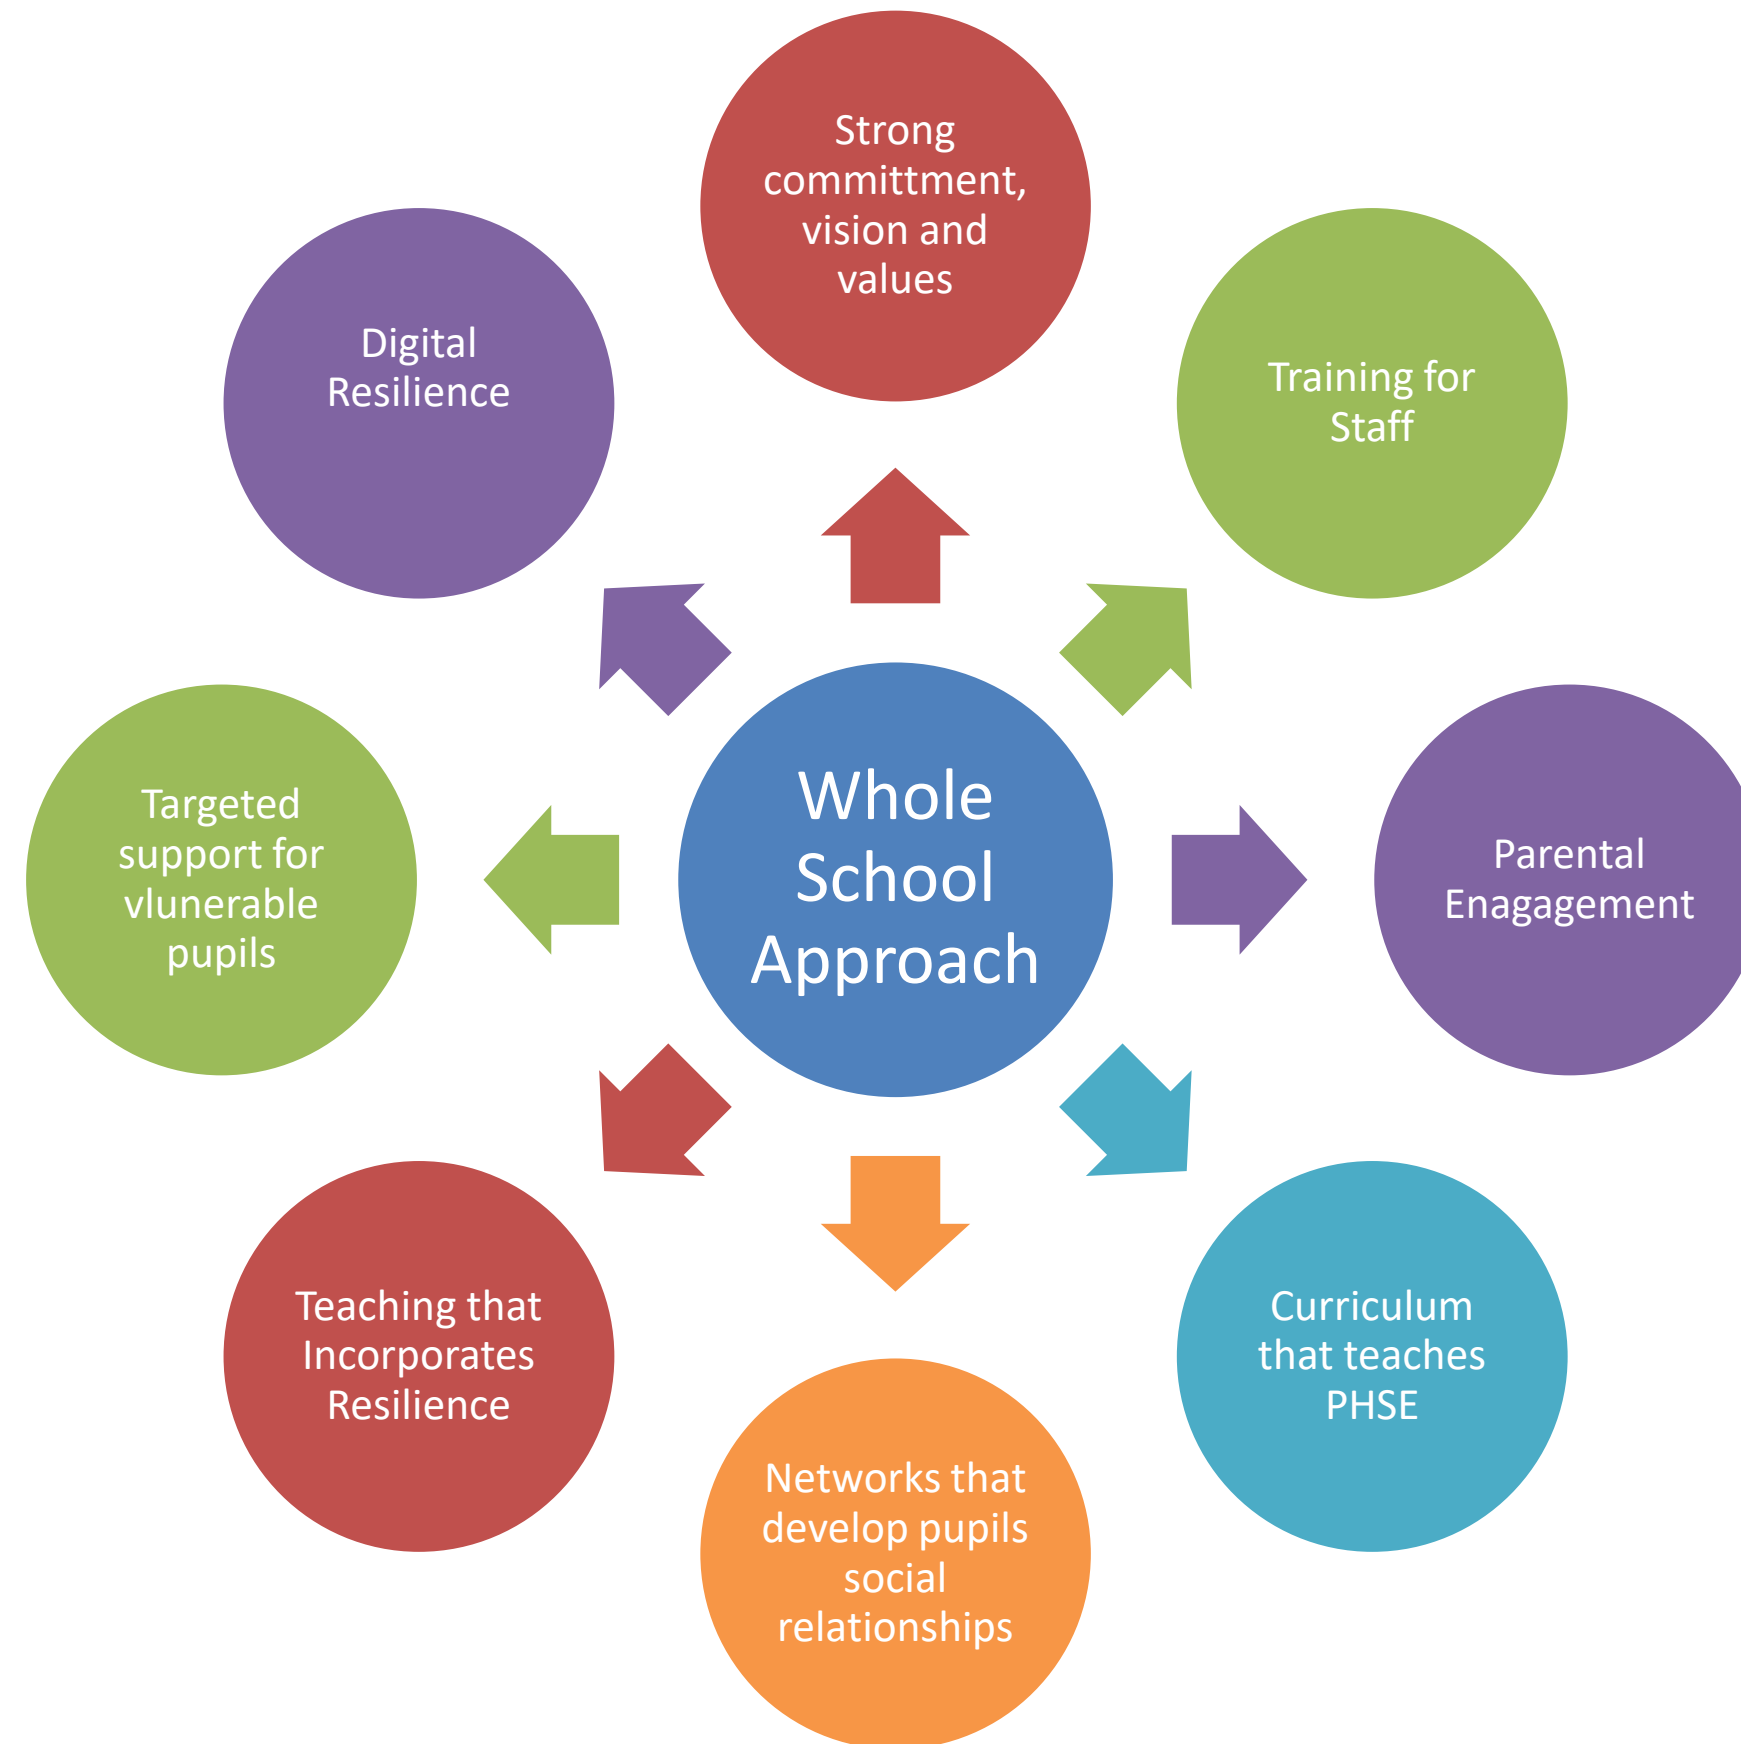 Strong
committment,
vision and
values
Training for
Staff
Parental
Enagagement
Curriculum
that teaches
PHSE
Networks that
develop pupils
social
relationships
Teaching that
Incorporates
Resilience
Targeted
support for
vlunerable
pupils
Digital
Resilience
Whole
School
Approach